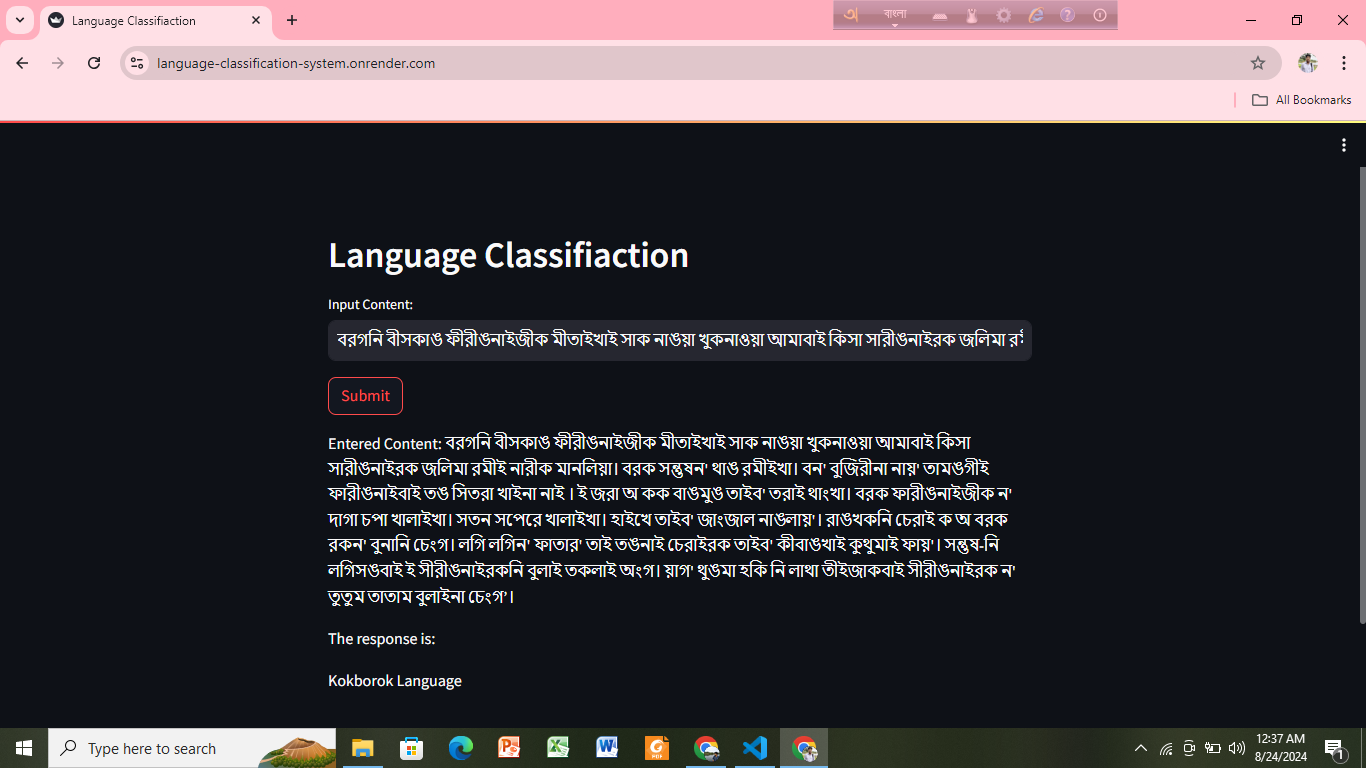 Language Classifiaction
বাংলা
language-classification-system.onrender.com
All Bookmarks
Language Classifiaction
Input Content:
বরগনি বীসকাঙ ফীরীঙনাইজীক মীতাইখাই সাক নাঙয়া খুকনাওয়া আমাবাই কিসা সারীঙনাইরক জলিমা
Submit
Entered Content: বরগনি বীসকাঙ ফীরীঙনাইজীক মীতাইখাই সাক নাঙয়া খুকনাওয়া আমাবাই কিসা
সারীঙনাইরক জলিমা রমীই নারীক মানলিয়া। বরক সন্তুষন' থাঙ রমীইখা। বন' বুজিরীনা নায়' তামঙগীই
ফারীঙনাইবাই তঙ সিতরা খাইনা নাই । ই জরা অ কক বাঙমুঙ তাইব' তরাই থাংখা। বরক ফারীঙনাইজীক ন'
দাগা চপা খালাইখা। সতন সপেরে খালাইখা। হাইখে তাইব' জাংজাল নাঙলায়'। রাঙখকনি চেরাই ক অ বরক
রকন' বুনানি চেংগ। লগি লগিন' ফাতার' তাই তঙনাই চেরাইরক তাইব' কীবাঙখাই কুথুমাই ফায়'। সন্তুষ-নি
লগিসঙবাই ই সীরীঙনাইরকনি বুলাই তকলাই অংগ। য়াগ' থুঙমা হকি নি লাথা তীইজাকবাই সীরীঙনাইরক ন'
তুতুম তাতাম বুলাইনা চেংগ’।
The response is:
Kokborok Language
Type here to search
12:37 AM
8/24/2024